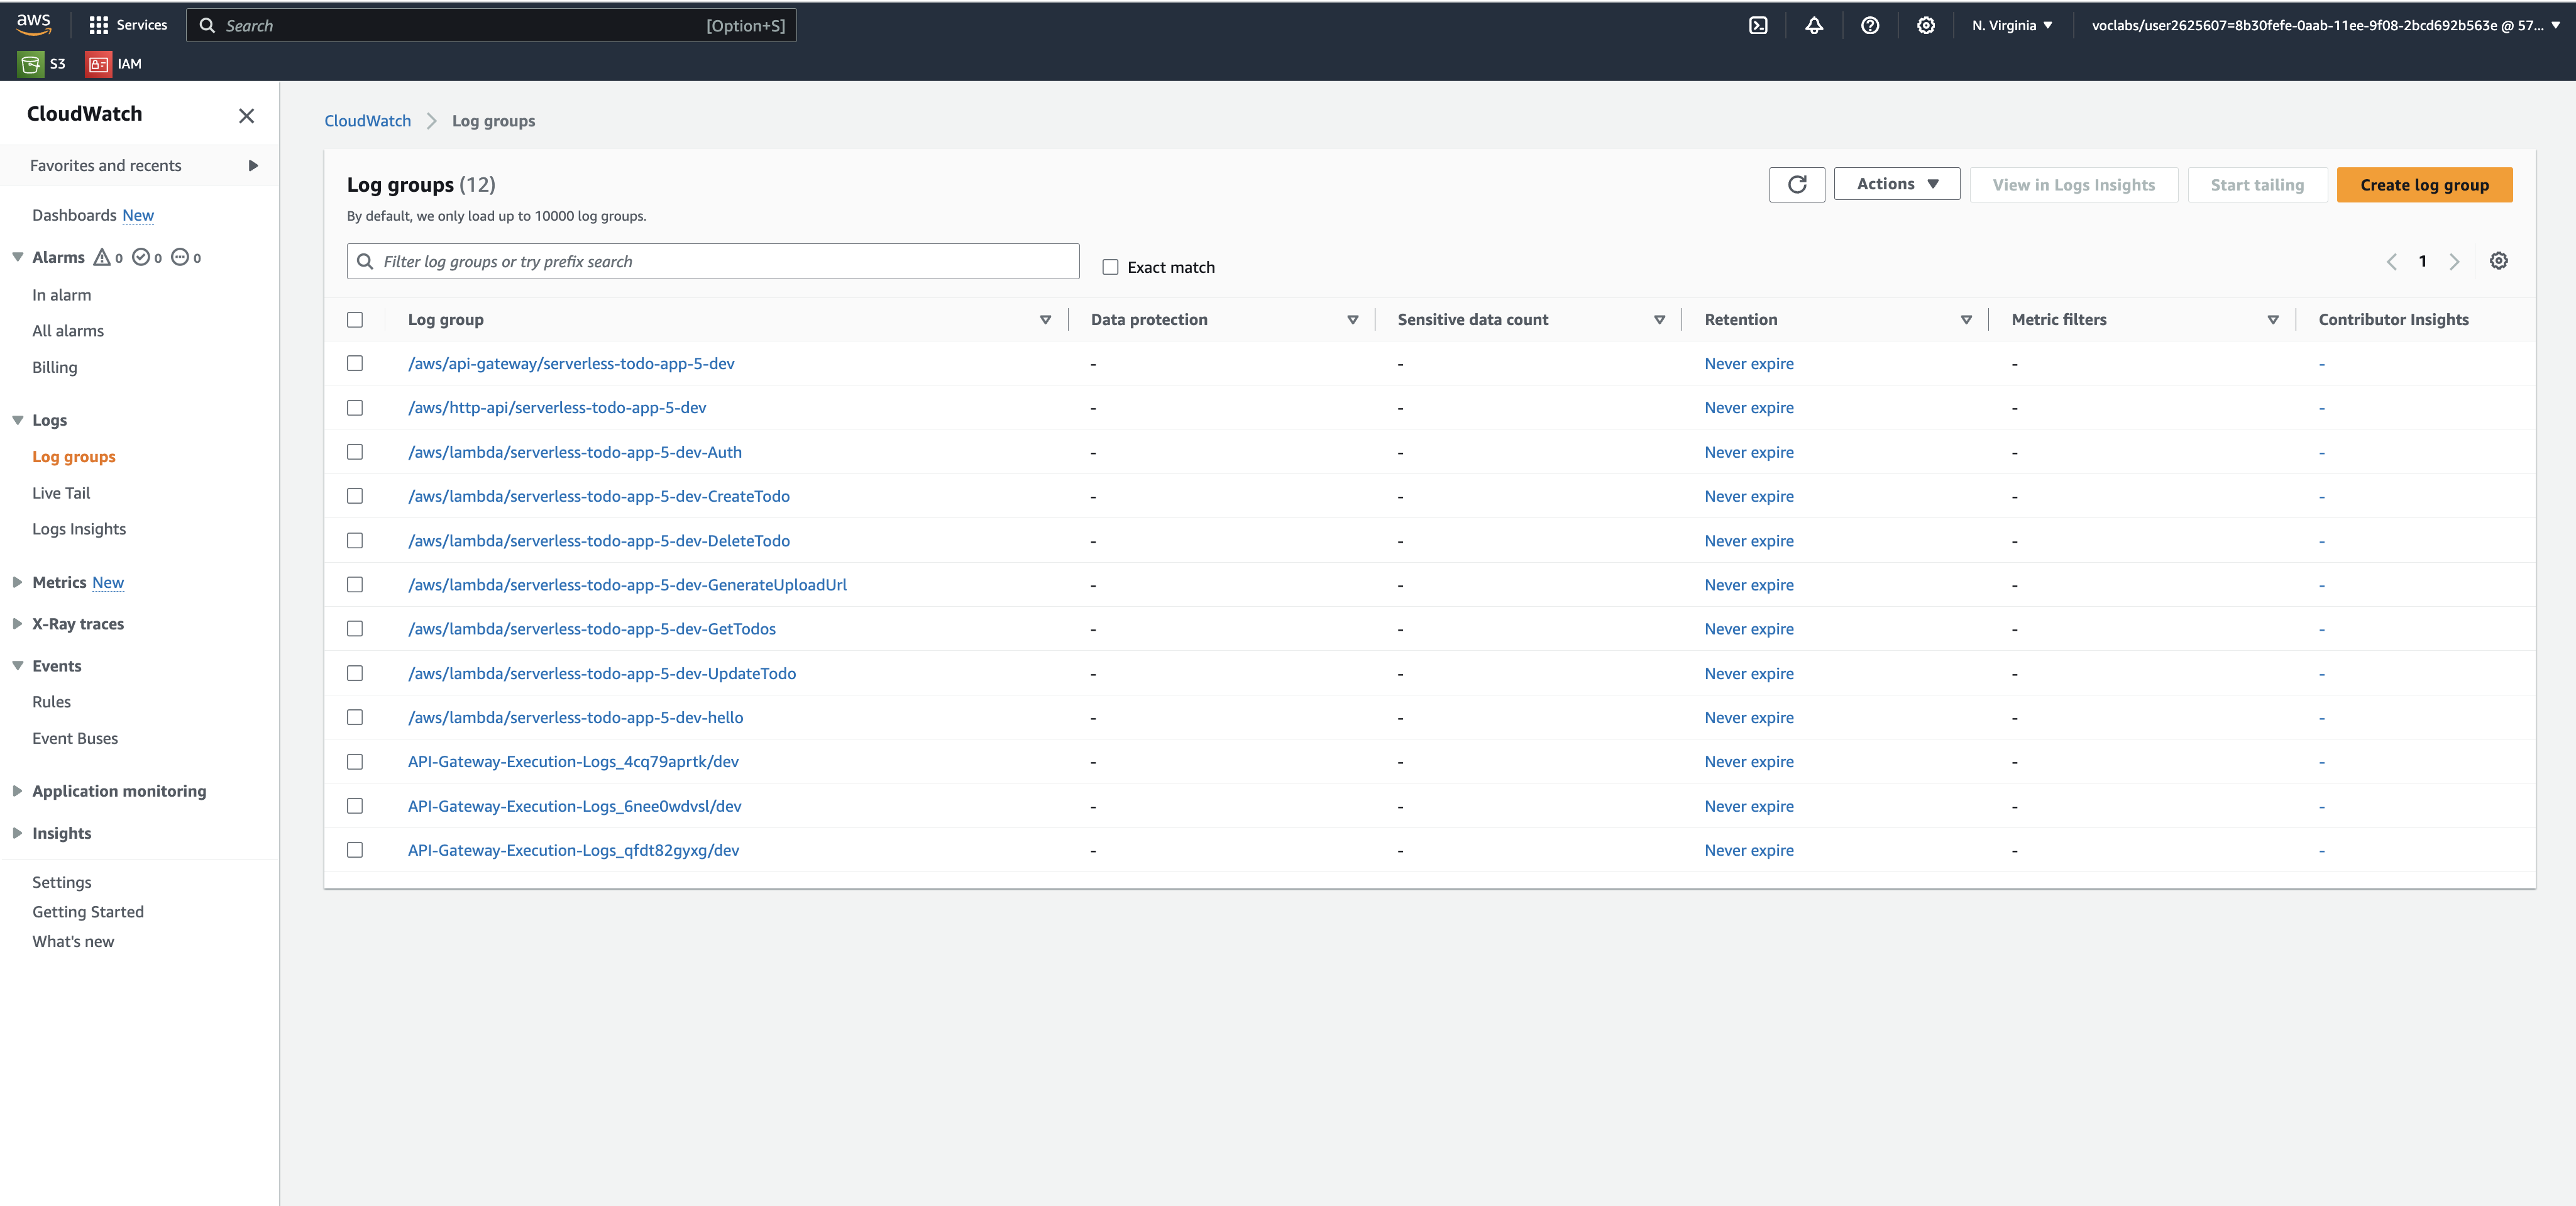 aws
Services
Search
[Option+S]
N. Virginia
voclabs/user2625607=8b30fefe-0aab-11ee-9f08-2bcd692b563e @ 57...
S3
IAM
CloudWatch
Favorites and recents
Dashboards New
Alarms 0 0 0
In alarm
All alarms
Billing
Logs
Log groups
Live Tail
Logs Insights
Metrics New
X-Ray traces
Events
Rules
Event Buses
Application monitoring
Insights
Settings
Getting Started
What's new
CloudWatch
Log groups
Log groups (12)
By default, we only load up to 10000 log groups.
Actions
View in Logs Insights
Start tailing
Create log group
Filter log groups or try prefix search
Exact match
1
Log group Data protection Sensitive data count Retention Metric filters Contributor Insights
/aws/api-gateway/serverless-todo-app-5-dev - - Never expire - -
/aws/http-api/serverless-todo-app-5-dev - - Never expire - -
/aws/lambda/serverless-todo-app-5-dev-Auth - - Never expire - -
/aws/lambda/serverless-todo-app-5-dev-CreateTodo - - Never expire - -
/aws/lambda/serverless-todo-app-5-dev-DeleteTodo - - Never expire - -
/aws/lambda/serverless-todo-app-5-dev-GenerateUploadUrl - - Never expire - -
/aws/lambda/serverless-todo-app-5-dev-GetTodos - - Never expire - -
/aws/lambda/serverless-todo-app-5-dev-UpdateTodo - - Never expire - -
/aws/lambda/serverless-todo-app-5-dev-hello - - Never expire - -
API-Gateway-Execution-Logs_4cq79aprtk/dev - - Never expire - -
API-Gateway-Execution-Logs_6nee0wdvsl/dev - - Never expire - -
API-Gateway-Execution-Logs_qfdt82gyxg/dev - - Never expire - -